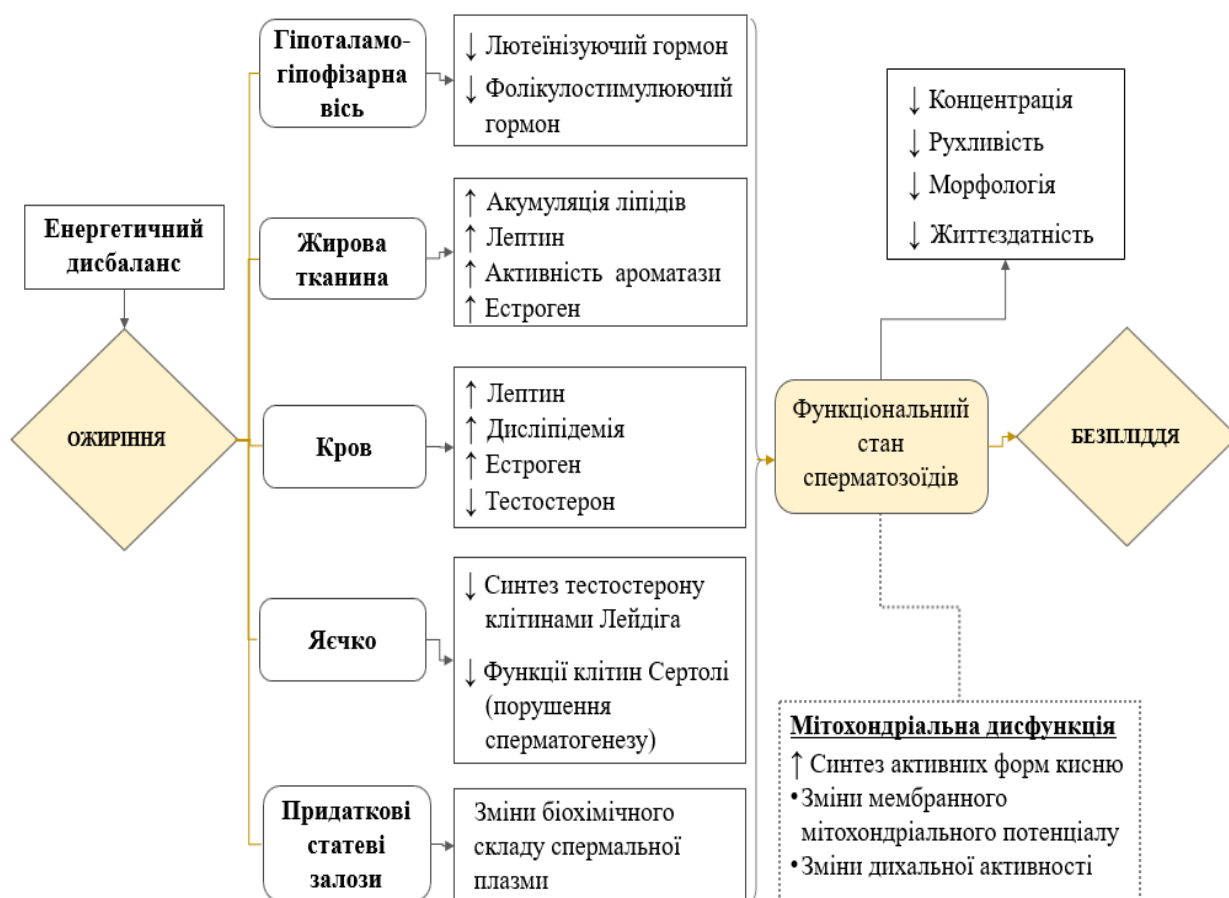 Енергетичний
дисбаланс
ОЖИРІННЯ
Гіпоталамо-
гіпофізарна
вісь
↓ Лютеїнізуючий гормон
↓ Фолікулостимулюючий
гормон
Жирова
тканина
↑ Акумуляція ліпідів
↑ Лептин
↑ Активність ароматази
↑ Естроген
Кров
↑ Лептин
↑ Дисліпідемія
↑ Естроген
↓ Тестостерон
Яєчко
↓ Синтез тестостерону
клітинами Лейдіга
↓ Функції клітин Сертолі
(порушення
сперматогенезу)
Придаткові
статеві
залози
Зміни біохімічного
складу спермальної
плазми
↓ Концентрація
↓ Рухливість
↓ Морфологія
↓ Життєздатність
Функціональний
стан
сперматозоїдів
БЕЗПЛІДДЯ
Мітохондріальна дисфункція
↑ Синтез активних форм кисню
•Зміни мембранного
мітохондріального потенціалу
•Зміни дихальної активності